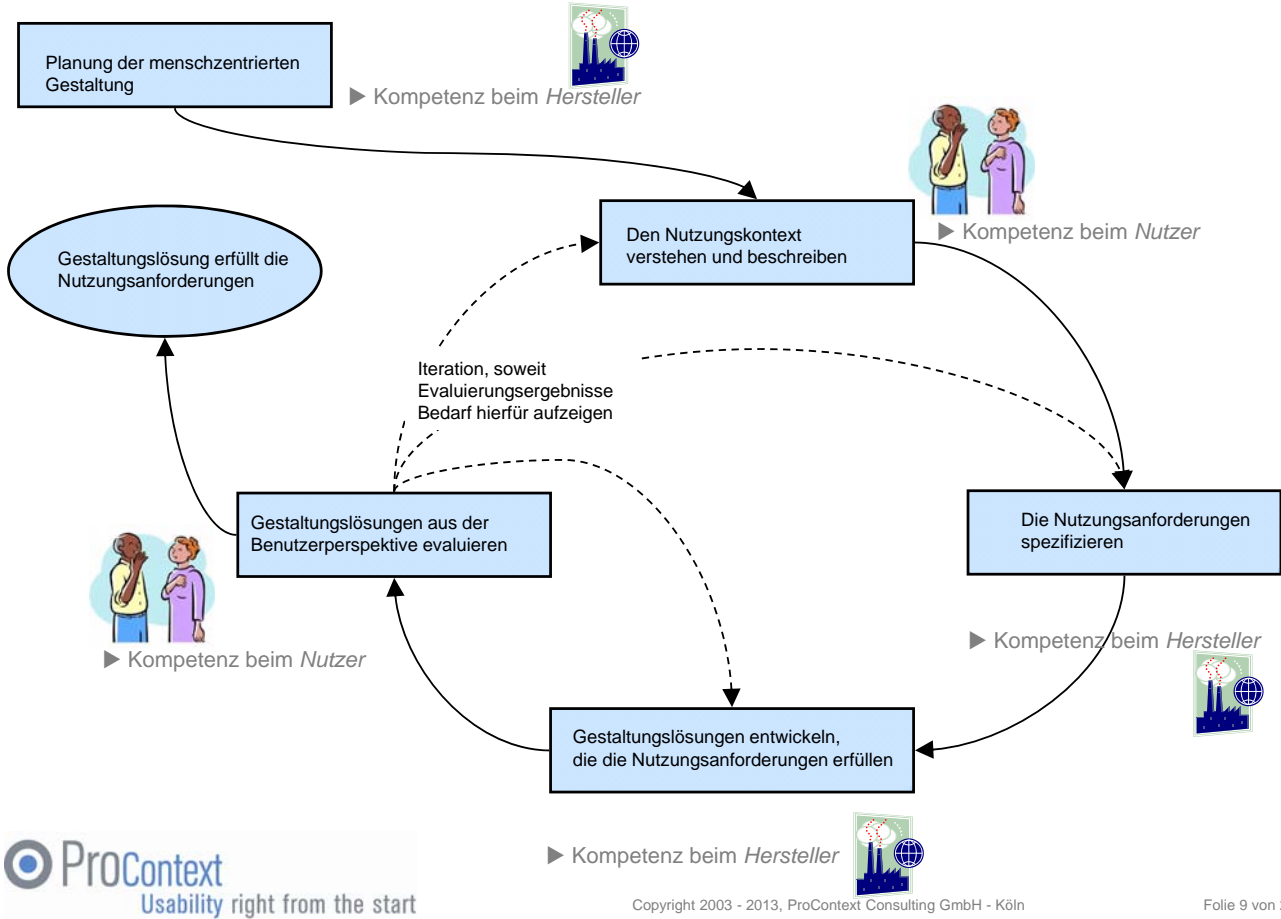 Planung der menschzentrierten
Gestaltung
▶ Kompetenz beim Hersteller
▶ Kompetenz beim Nutzer
Den Nutzungskontext
verstehen und beschreiben
Gestaltungslösung erfüllt die
Nutzungsanforderungen
Iteration, soweit
Evaluierungsergebnisse
Bedarf hierfür aufzeigen
Gestaltungslösungen aus der
Benutzerperspektive evaluieren
Die Nutzungsanforderungen
spezifizieren
▶ Kompetenz beim Nutzer
▶ Kompetenz beim Hersteller
Gestaltungslösungen entwickeln,
die die Nutzungsanforderungen erfüllen
▶ Kompetenz beim Hersteller
ProContext
Usability right from the start
Copyright 2003 - 2013, ProContext Consulting GmbH - Köln
Folie 9 von